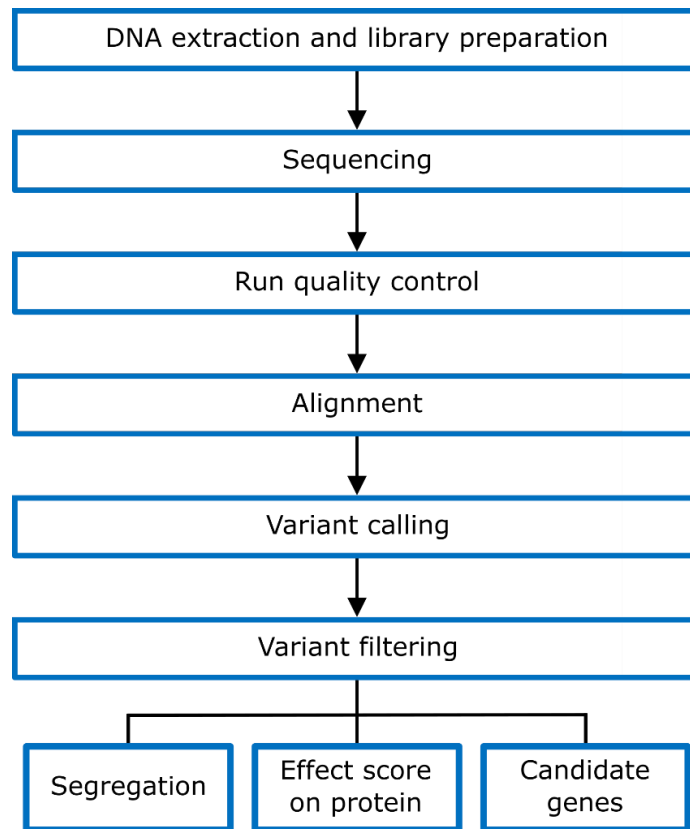 DNA extraction and library preparation
Sequencing
Run quality control
Alignment
Variant calling
Variant filtering
Segregation
Effect score
on protein
Candidate
genes